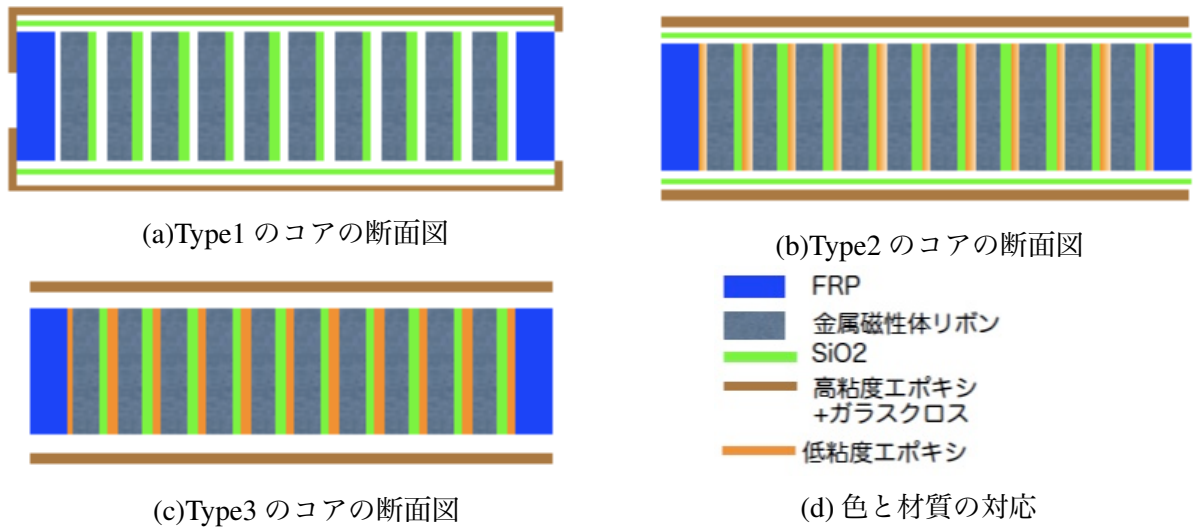 (a)Type1 のコアの断面図
(b)Type2 のコアの断面図
(c)Type3 のコアの断面図
FRP
金属磁性体リボン
SiO2
高粘度エポキシ
+ガラスクロス
低粘度エポキシ
(d) 色と材質の対応